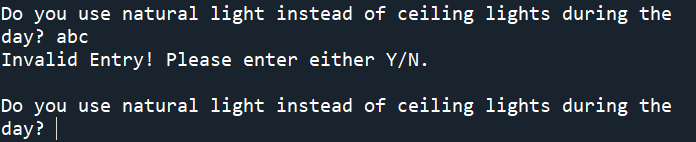 Do you use natural light instead of ceiling lights during the
day? abc
Invalid Entry! Please enter either Y/N.
Do you use natural light instead of ceiling lights during the
day?